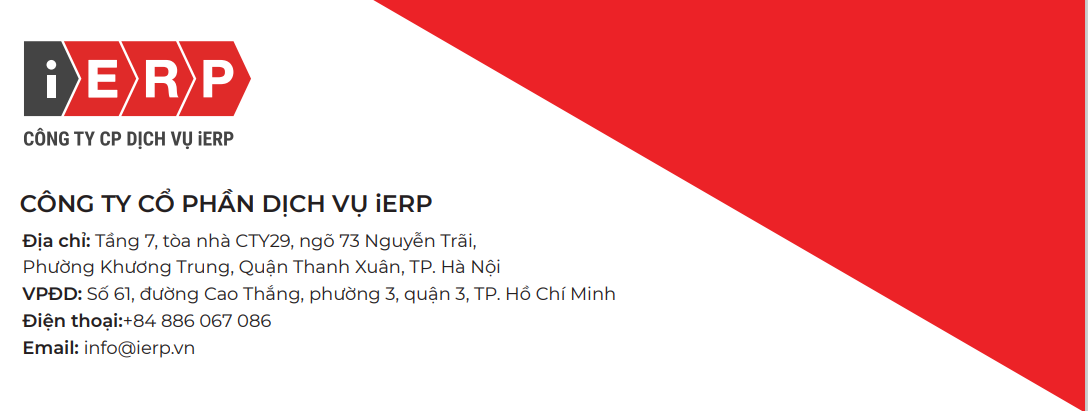 iERP
CÔNG TY CP DỊCH VỤ iERP
CÔNG TY CỔ PHẦN DỊCH VỤ iERP
Địa chỉ: Tầng 7, tòa nhà CTY29, ngõ 73 Nguyễn Trãi,
Phường Khương Trung, Quận Thanh Xuân, TP. Hà Nội
VPĐD: Số 61, đường Cao Thắng, phường 3, quận 3, TP. Hồ Chí Minh
Điện thoại:+84 886 067 086
Email: info@ierp.vn